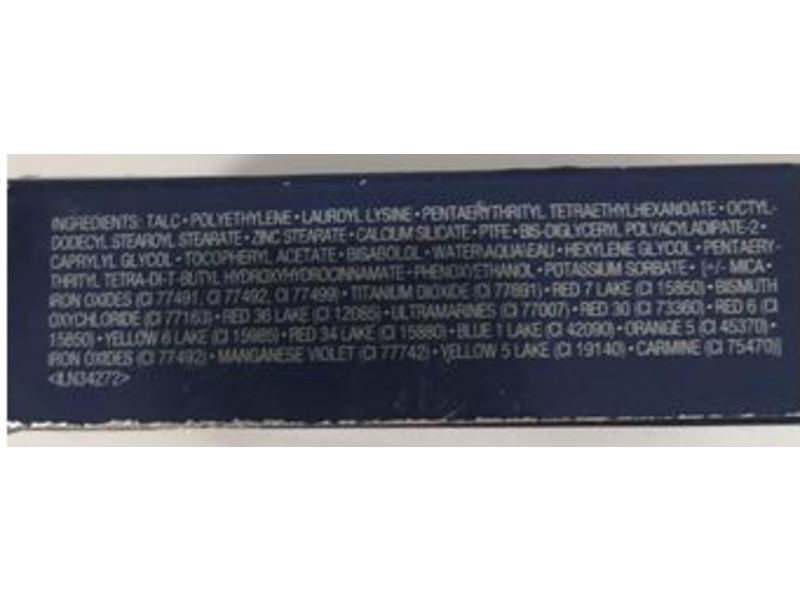 INGREDIENTS: TALC • POLYETHYLENE • LAUROYL LYSINE • PENTAERYTHRITYL TETRAETHYLHEXANOATE • OCTYL-
DODECYL STEAROYL STEARATE • ZINC STEARATE • CALCIUM SILICATE • PTFE • BIS-DIGLYCERYL POLYACYLADIPATE-2 •
CAPRYLYL GLYCOL • TOCOPHERYL ACETATE • BISABOLOL • WATER\AQUA\EAU • HEXYLENE GLYCOL • PENTAERY-
THRITYL TETRA-DI-T-BUTYL HYDROXYHYDROCINNAMATE • PHENOXYETHANOL • POTASSIUM SORBATE • [+/- MICA •
IRON OXIDES (CI 77491, CI 77492, CI 77499) • TITANIUM DIOXIDE (CI 77891) • RED 7 LAKE (CI 15850) • BISMUTH
OXYCHLORIDE (CI 77163) • RED 36 LAKE (CI 12085) • ULTRAMARINES (CI 77007) • RED 30 (CI 73360) • RED 6 (CI
15850) • YELLOW 6 LAKE (CI 15985) • RED 34 LAKE (CI 15880) • BLUE 1 LAKE (CI 42090) • ORANGE 5 (CI 45370) •
IRON OXIDES (CI 77492) • MANGANESE VIOLET (CI 77742) • YELLOW 5 LAKE (CI 19140) • CARMINE (CI 75470)]
<ILN34272>